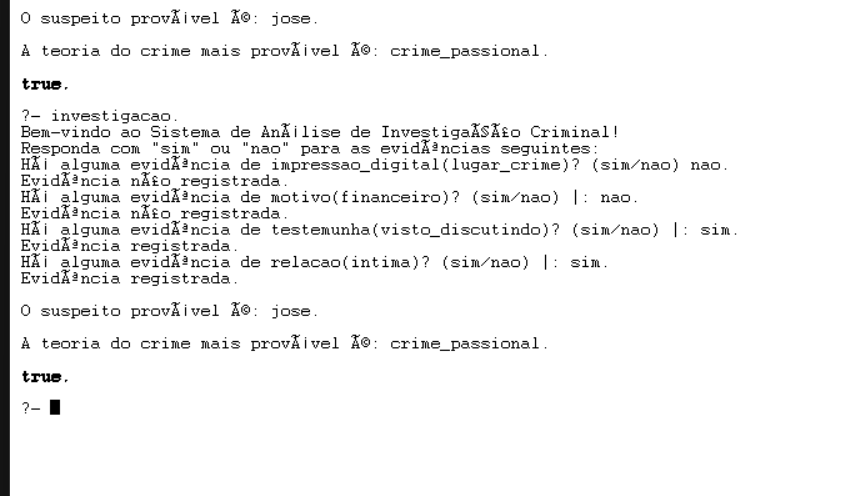 O suspeito provÃ¡vel Ã©: jose.
A teoria do crime mais provÃ¡vel Ã©: crime_passional.
true.
?- investigacao.
Bem-vindo ao Sistema de AnÃ¡lise de InvestigaÃ§Ã£o Criminal!
Responda com "sim" ou "nao" para as evidÃªncias seguintes:
HÃ¡ alguma evidÃªncia de impressao_digital(lugar_crime)? (sim/nao) nao.
EvidÃªncia nÃ£o registrada.
HÃ¡ alguma evidÃªncia de motivo(financeiro)? (sim/nao) |: nao.
EvidÃªncia nÃ£o registrada.
HÃ¡ alguma evidÃªncia de testemunha(visto_discutindo)? (sim/nao) |: sim.
EvidÃªncia registrada.
HÃ¡ alguma evidÃªncia de relacao(intima)? (sim/nao) |: sim.
EvidÃªncia registrada.
O suspeito provÃ¡vel Ã©: jose.
A teoria do crime mais provÃ¡vel Ã©: crime_passional.
true.
?-